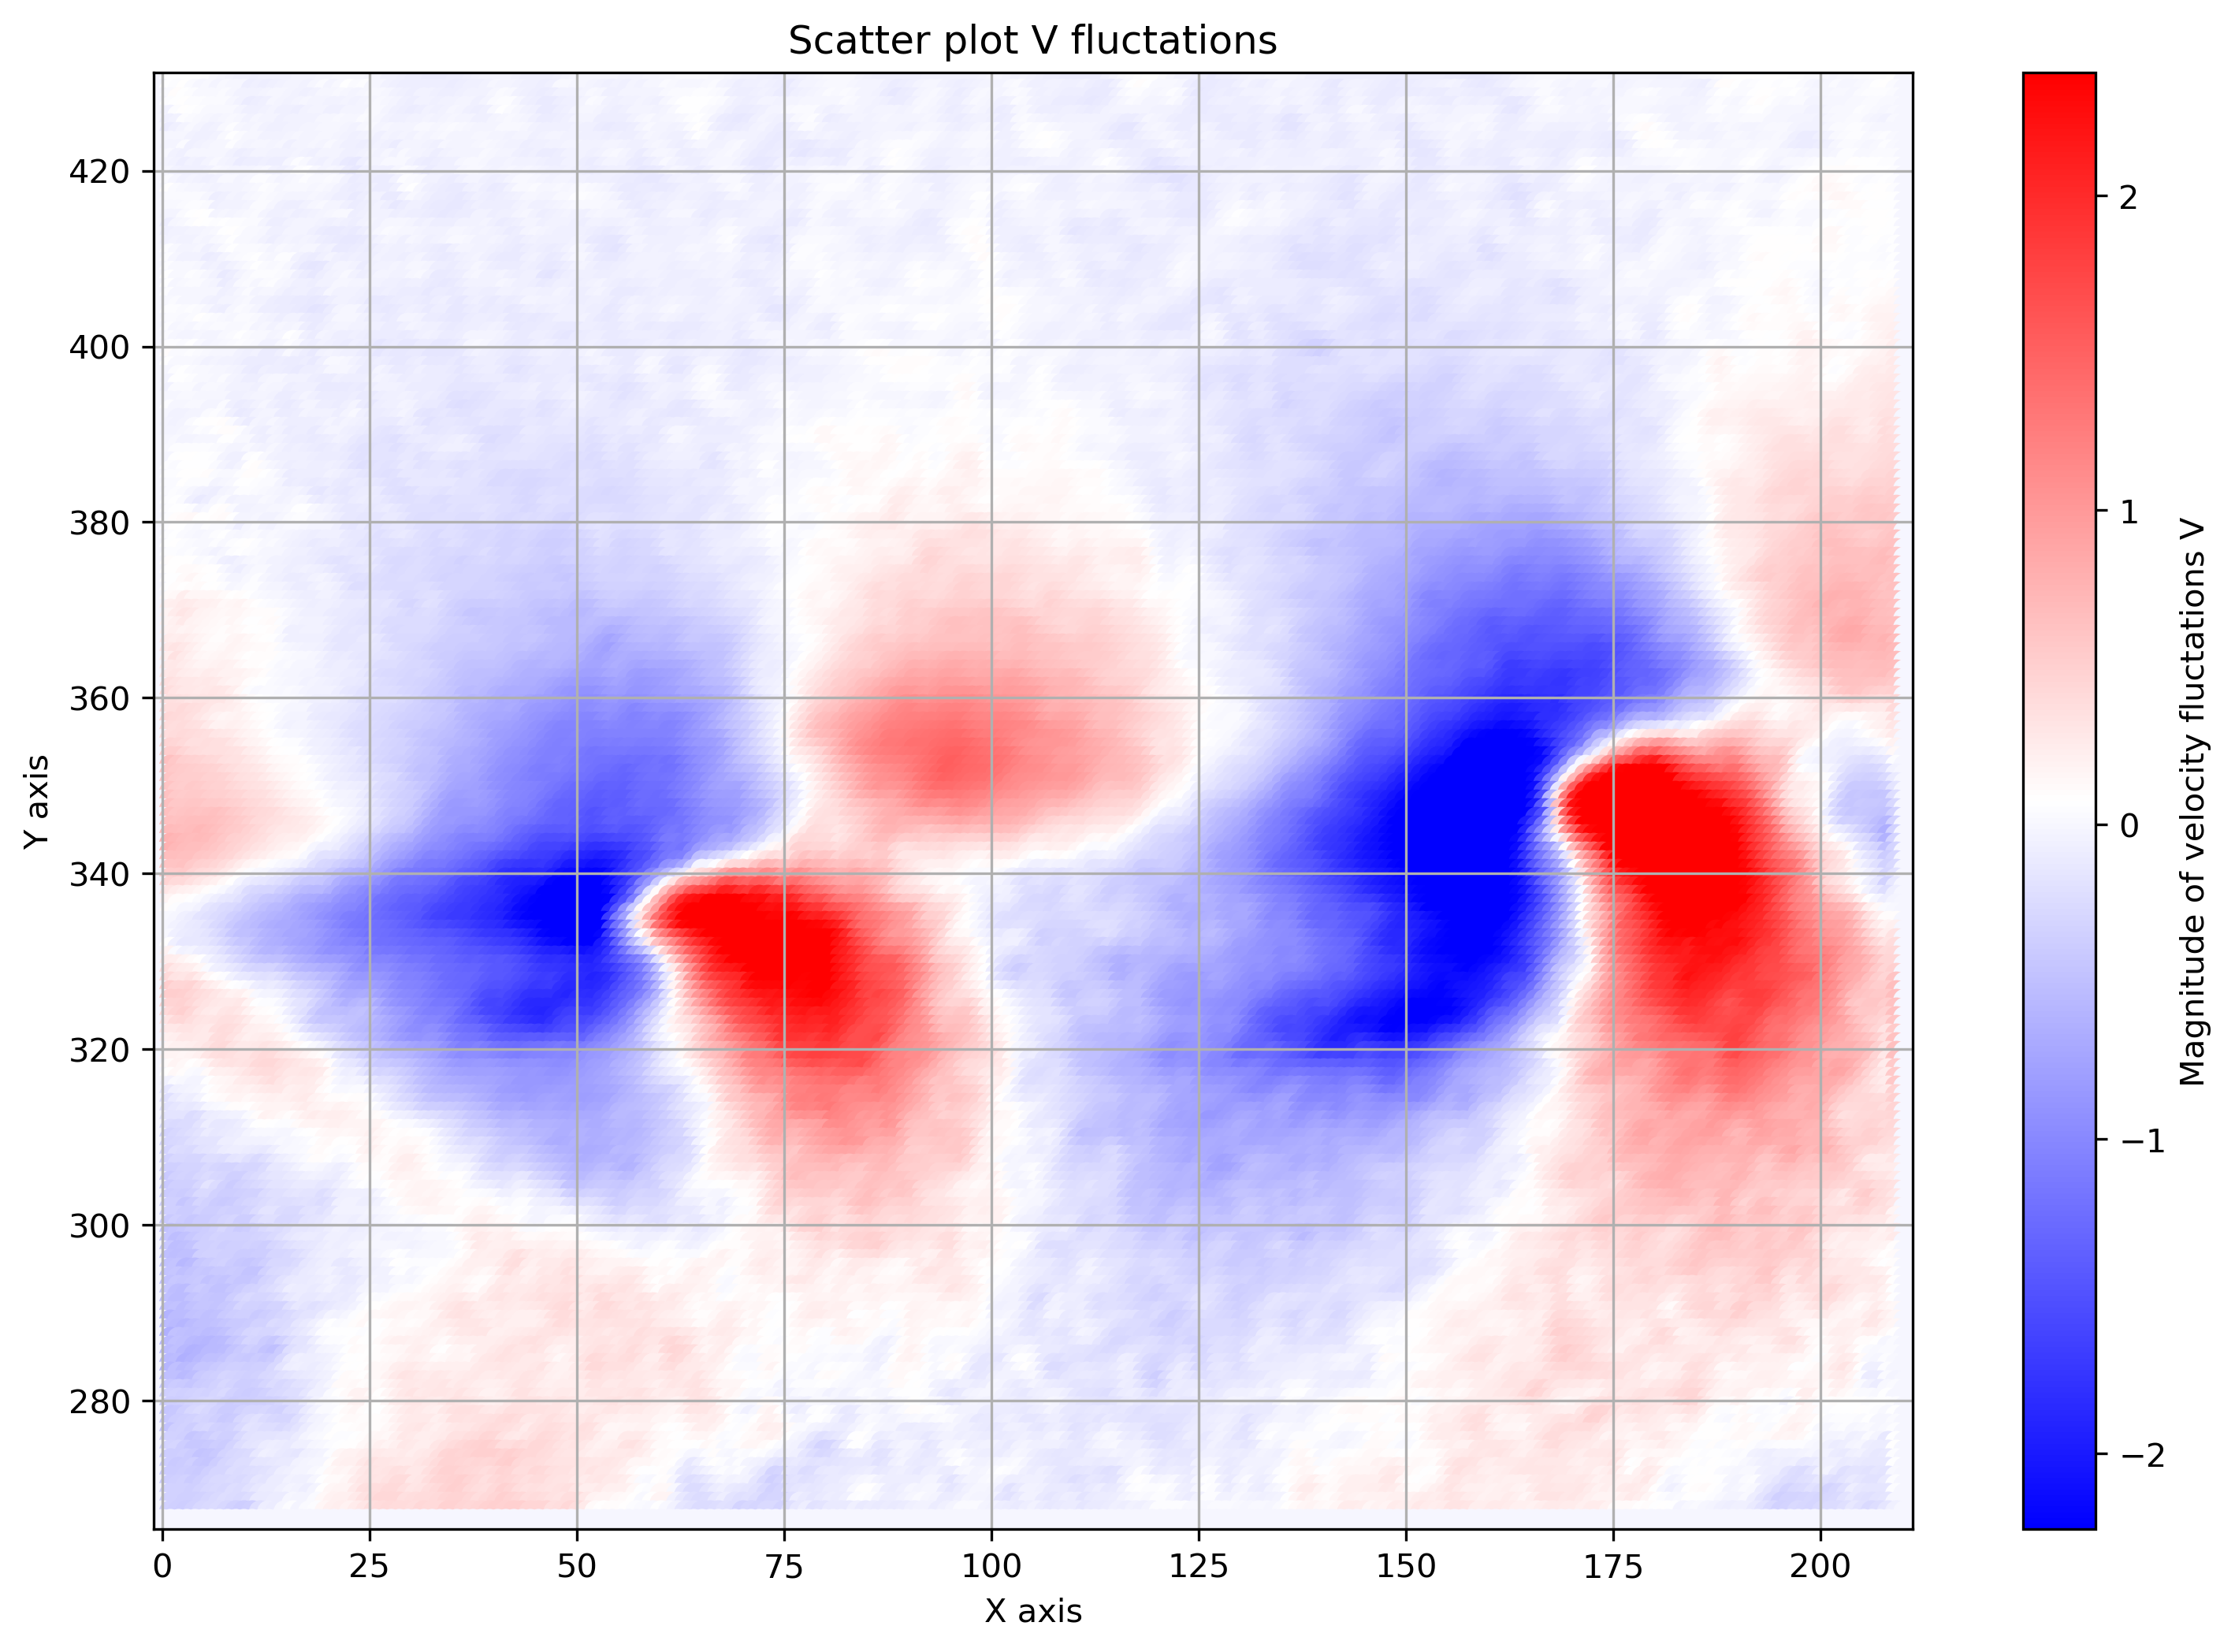 Scatter plot V fluctations
420
400
380
360
340
320
300
280
Y axis
0 25 50 75 100 125 150 175 200
X axis
2
1
0
−1
−2
Magnitude of velocity fluctations V